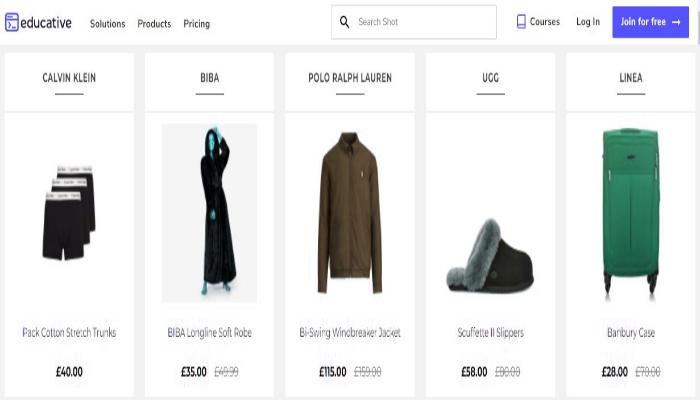 educative Solutions Products Pricing Search Shot Courses Log In Join for free →
CALVIN KLEIN BIBA POLO RALPH LAUREN UGG LINEA
Pack Cotton Stretch Trunks BIBA Longline Soft Robe Bi-Swing Windbreaker Jacket Scuffette II Slippers Banbury Case
£40.00 £35.00 £49.99 £115.00 £159.00 £58.00 £80.00 £28.00 £70.00